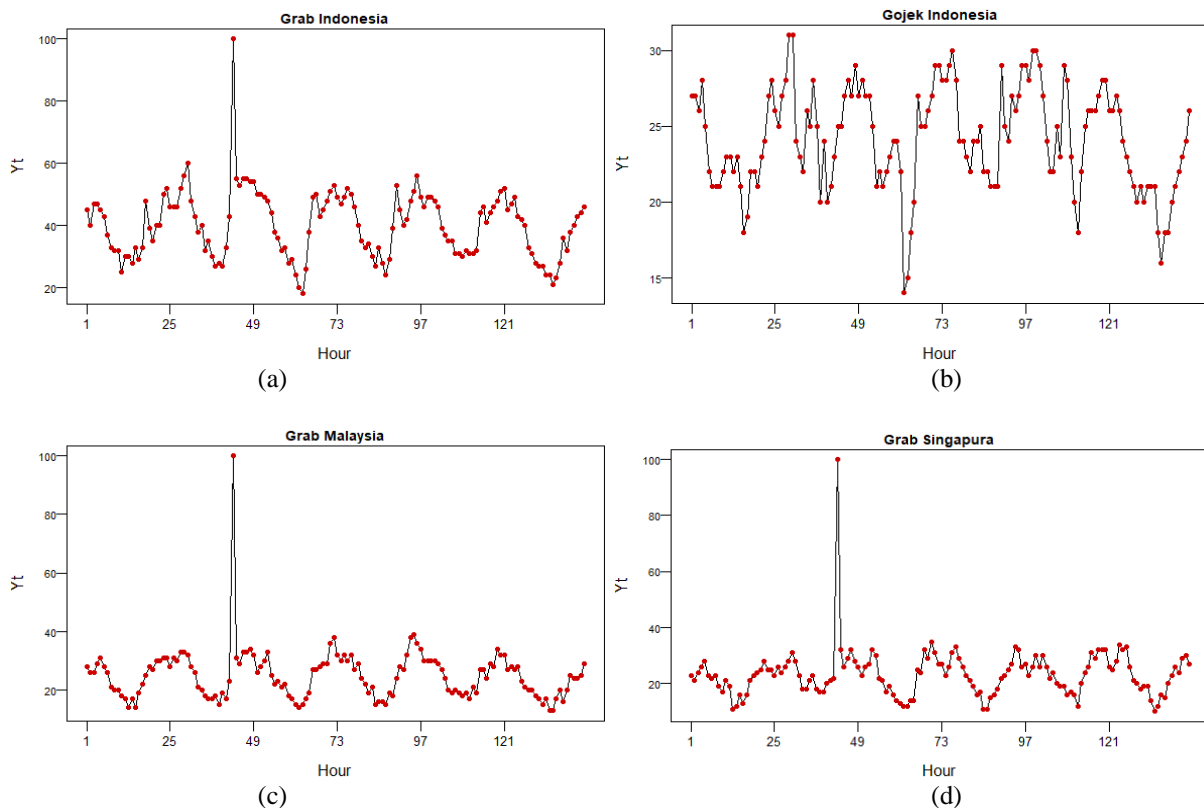 Grab Indonesia
100
80
60
40
20
Yt
1 25 49 73 97 121
Hour
(a)
Gojek Indonesia
30
25
20
15
Yt
1 25 49 73 97 121
Hour
(b)
Grab Malaysia
100
80
60
40
20
Yt
1 25 49 73 97 121
Hour
(c)
Grab Singapura
100
80
60
40
20
Yt
1 25 49 73 97 121
Hour
(d)